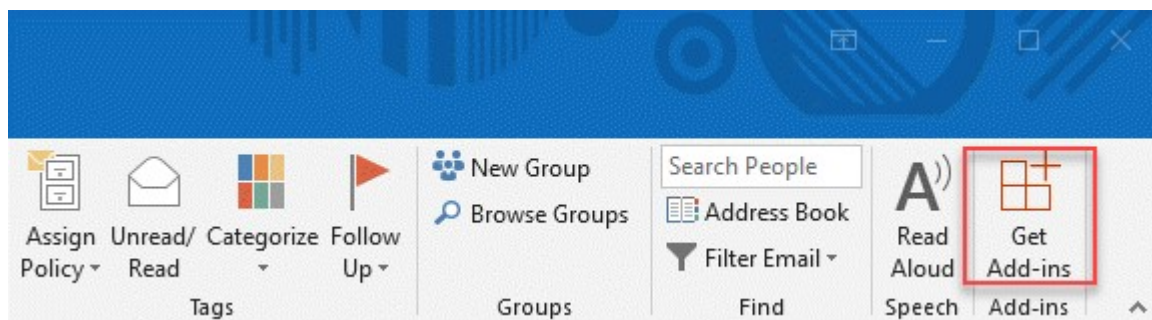 Assign Policy
Unread/ Read
Categorize
Follow Up
Tags
New Group
Browse Groups
Groups
Search People
Address Book
Filter Email
Find
A
Read Aloud
Speech
Get Add-ins
Add-ins